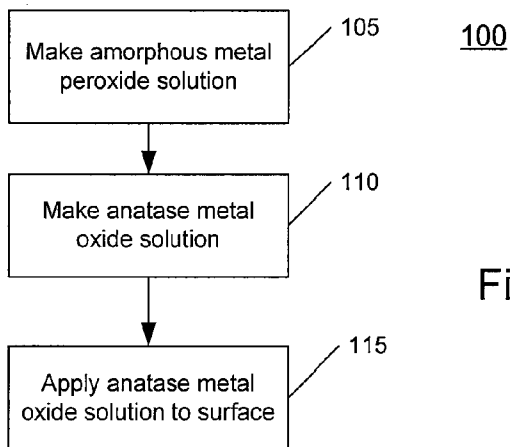 Make amorphous metal
peroxide solution
105
100
Make anatase metal
oxide solution
110
Apply anatase metal
oxide solution to surface
115